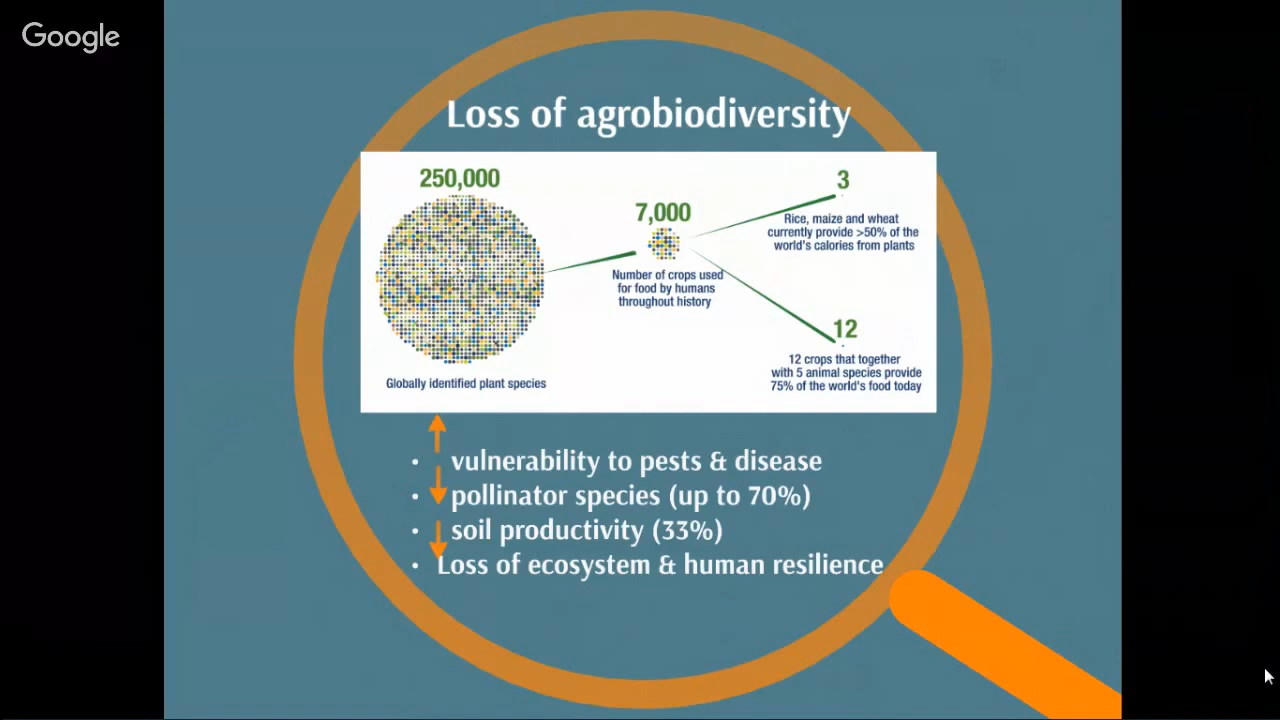 Google
Loss of agrobiodiversity
250,000
Globally identified plant species
7,000
Number of crops used
for food by humans
throughout history
3
Rice, maize and wheat
currently provide >50% of the
world's calories from plants
12
12 crops that together
with 5 animal species provide
75% of the world's food today
• vulnerability to pests & disease
• pollinator species (up to 70%)
• soil productivity (33%)
• Loss of ecosystem & human resilience